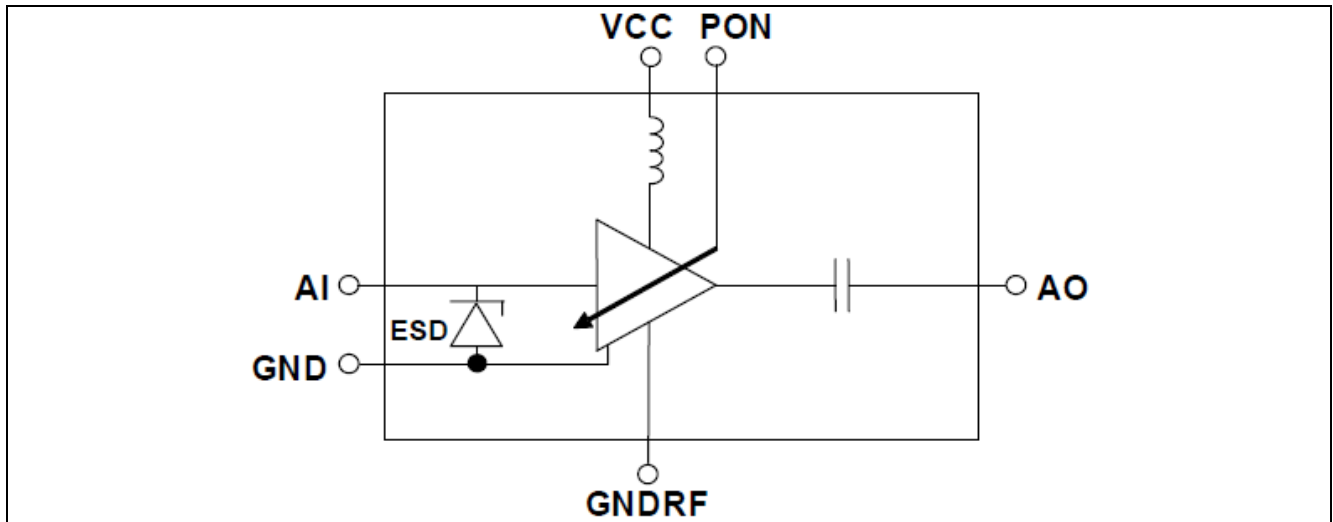 VCC PON
AI
ESD
AO
GND
GNDRF